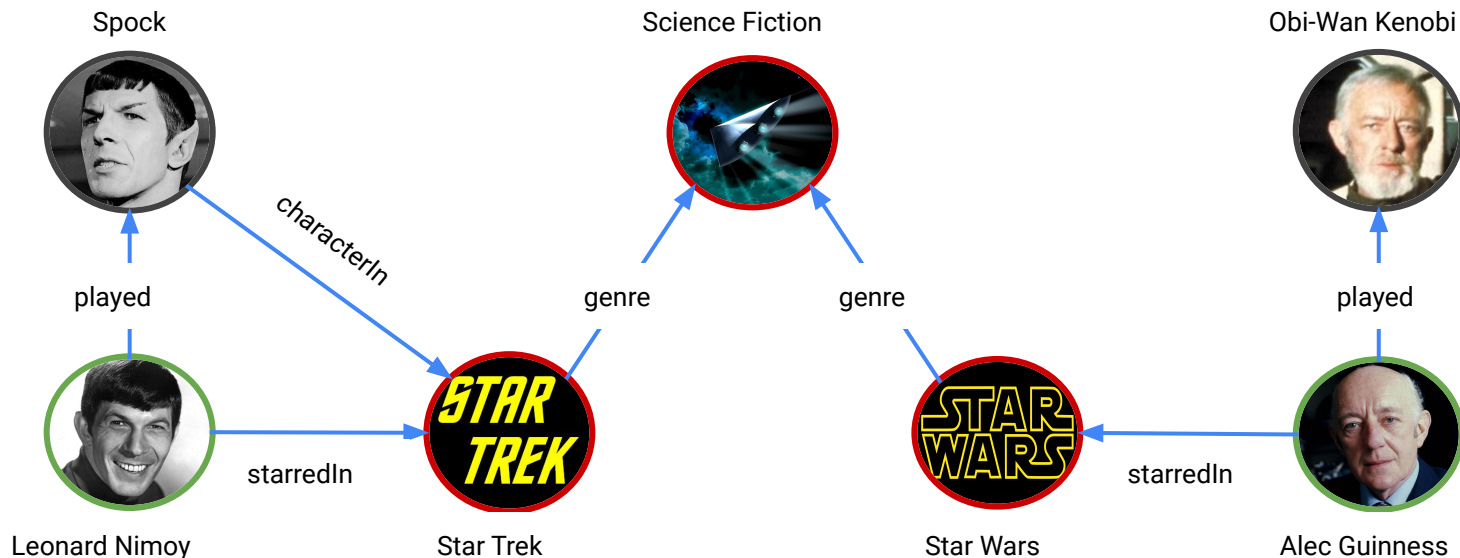 Spock
Science Fiction
Obi-Wan Kenobi
characterIn
played
genre
genre
played
STAR
TREK
STAR
WARS
starredIn
starredIn
Leonard Nimoy
Star Trek
Star Wars
Alec Guinness